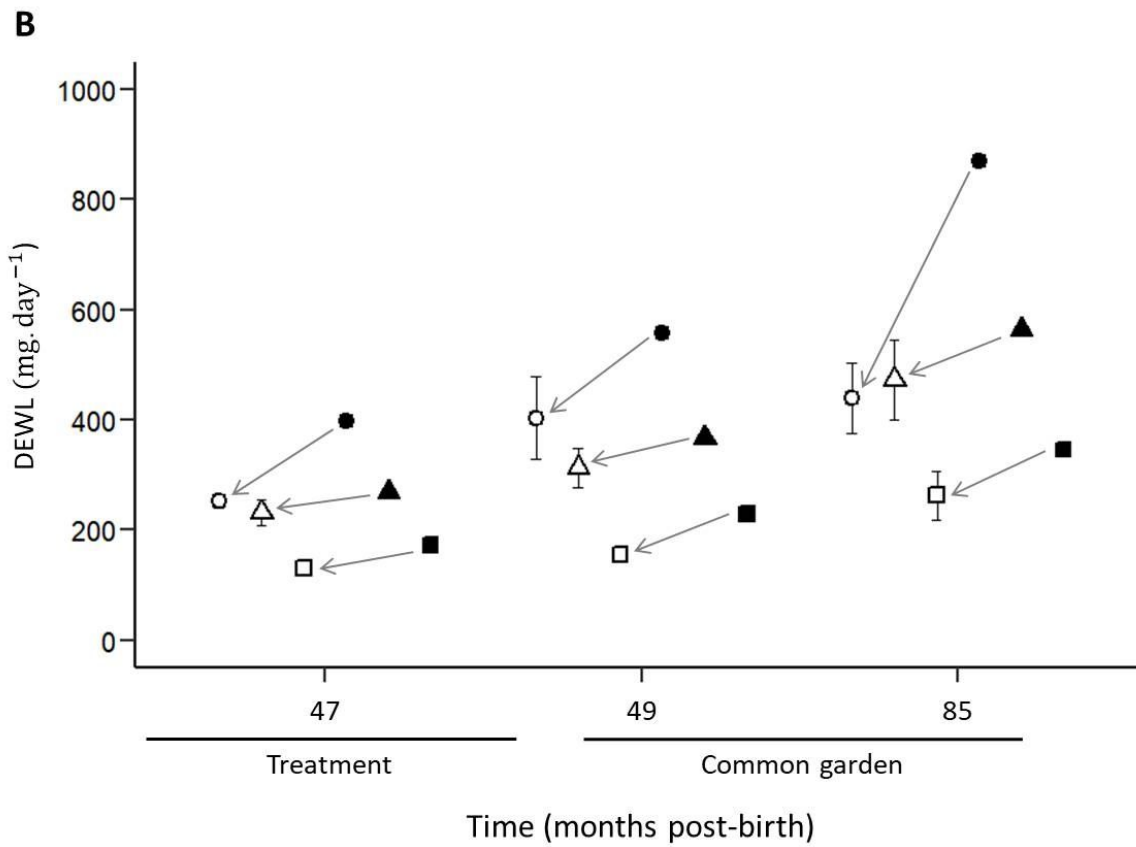 B
1000
800
600
400
200
0
DEWL (mg.day⁻¹)
47 49 85
Treatment Common garden
Time (months post-birth)